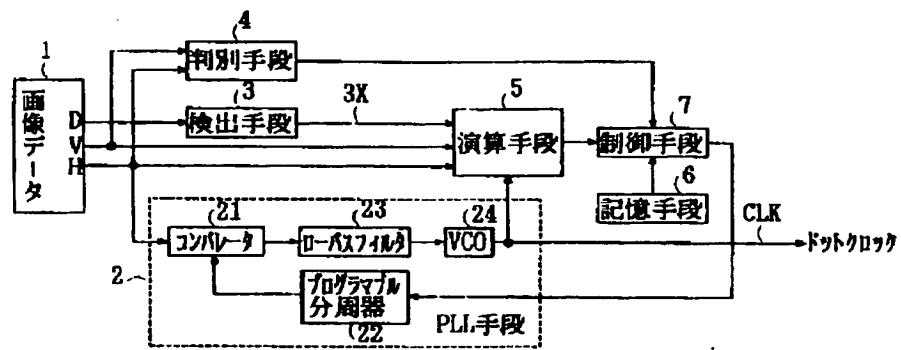 1
画像データ
D
V
H
4
判別手段
3
検出手段
3X
5
演算手段
7
制御手段
6
記憶手段
21
コンパレータ
23
ローパスフィルタ
24
VCO
CLK
ドットクロック
2
プログラマブル
分周器
22
PLL手段